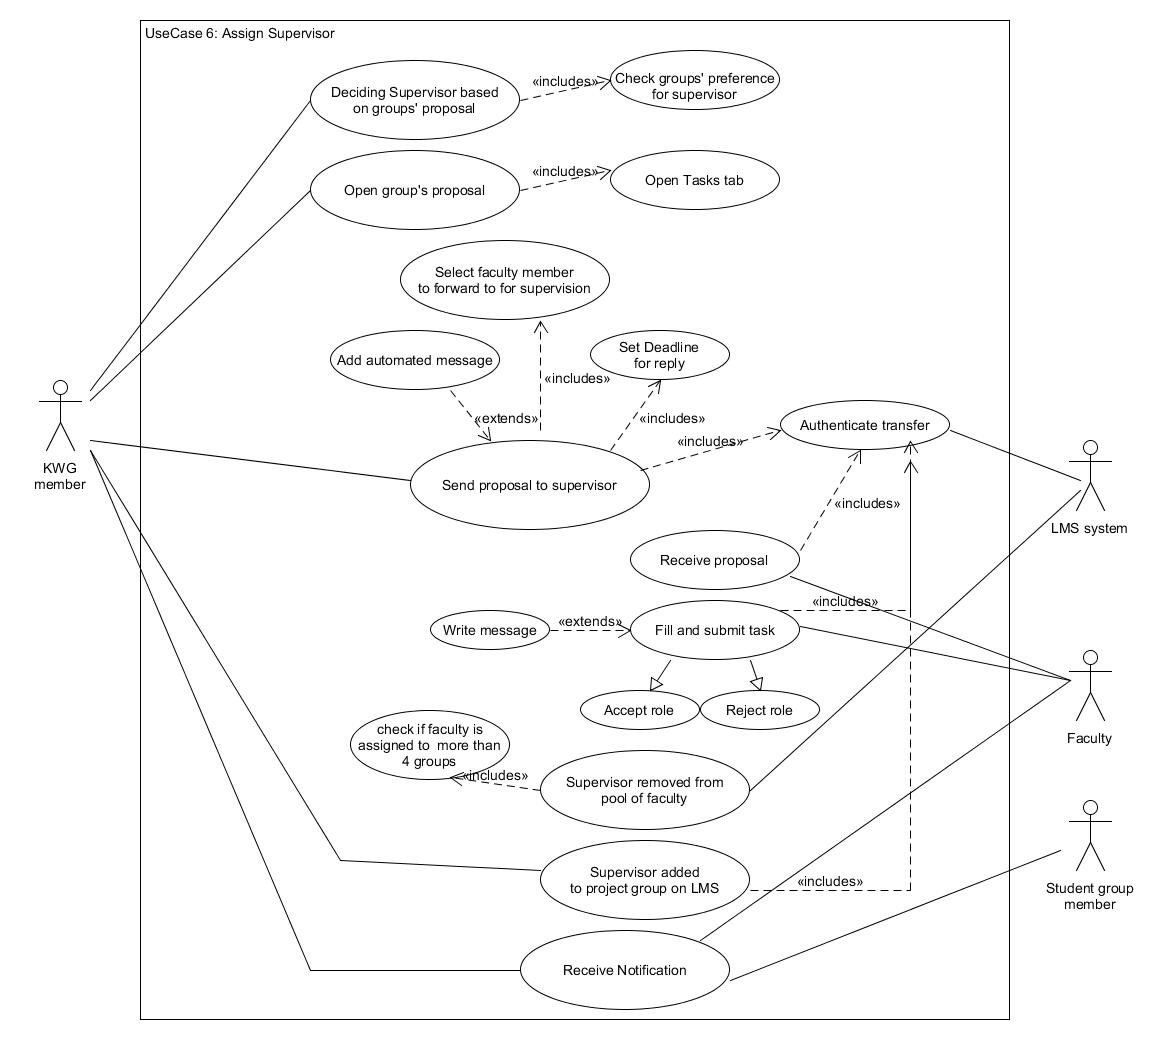 UseCase 6: Assign Supervisor
Deciding Supervisor based
on groups' proposal
«includes»
Check groups' preference
for supervisor
Open group's proposal
«includes»
Open Tasks tab
Select faculty member
to forward to for supervision
Add automated message
«extends»
«includes»
Set Deadline
for reply
«includes»
«includes»
Authenticate transfer
KWG
member
Send proposal to supervisor
LMS system
«includes»
Receive proposal
«includes»
Write message
«extends»
Fill and submit task
Accept role
Reject role
Faculty
check if faculty is
assigned to more than
4 groups
«includes»
Supervisor removed from
pool of faculty
Supervisor added
to project group on LMS
«includes»
Student group
member
Receive Notification